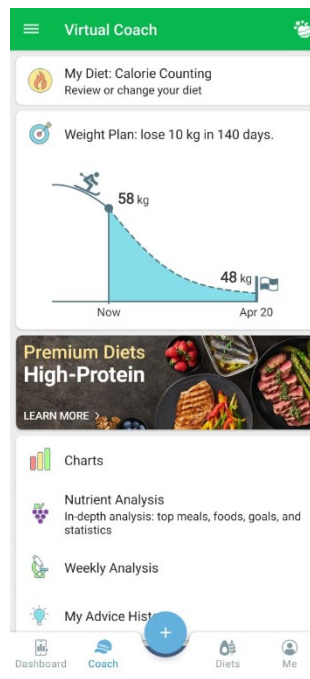 Virtual Coach
My Diet: Calorie Counting
Review or change your diet
Weight Plan: lose 10 kg in 140 days.
58 kg
48 kg
Now
Apr 20
Premium Diets
High-Protein
LEARN MORE >
Charts
Nutrient Analysis
In-depth analysis: top meals, foods, goals, and
statistics
Weekly Analysis
My Advice Hist
+
Dashboard
Coach
Diets
Me